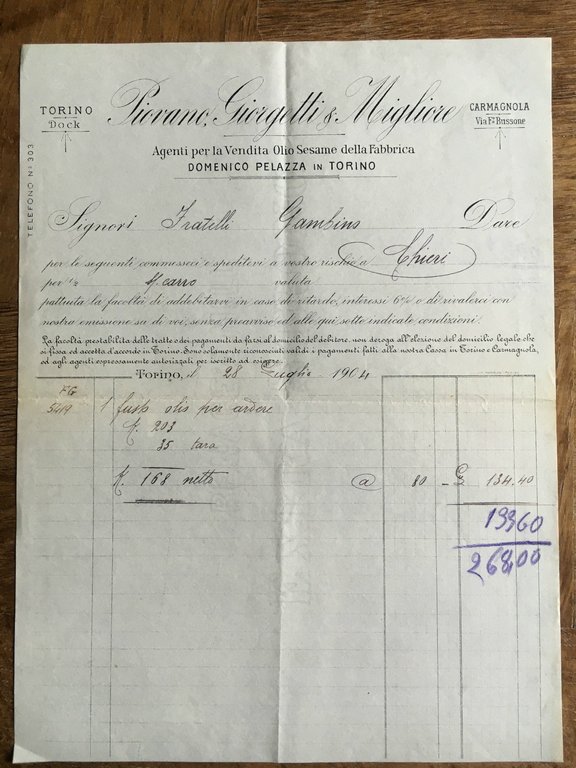 TORINO
Dock
Piovano, Giorgetti & Migliore
CARMAGNOLA
Via Fr. Bussone
TELEFONO N° 303
Agenti per la Vendita Olio Sesame della Fabbrica
DOMENICO PELAZZA IN TORINO
Signori Fratelli Gambino Dare
per le seguenti commessovi e speditovi a vostro rischio a Chieri
per carro valuta
pattuita la facoltà di addebitarvi in caso di ritardo, interessi 6% o di rivalerci con
nostra emissione su di voi, senza preavviso ed alle qui sotto indicate condizioni.
La facoltà prestabilita delle tratte o dei pagamenti da farsi al domicilio del debitore, non deroga all'elezione del domicilio legale che
si fissa ed accetta d'accordo in Torino. Sono solamente riconosciuti validi i pagamenti fatti alla nostra Cassa in Torino e Carmagnola,
ed agli agenti espressamente autorizzati per iscritto ad esigere.
Torino, il 28 Luglio 1904
FG
5419 1 fusto olio per ardere
K. 203
35 tara
K. 168 netto @ 80 - £ 134.40
133,60
268,00